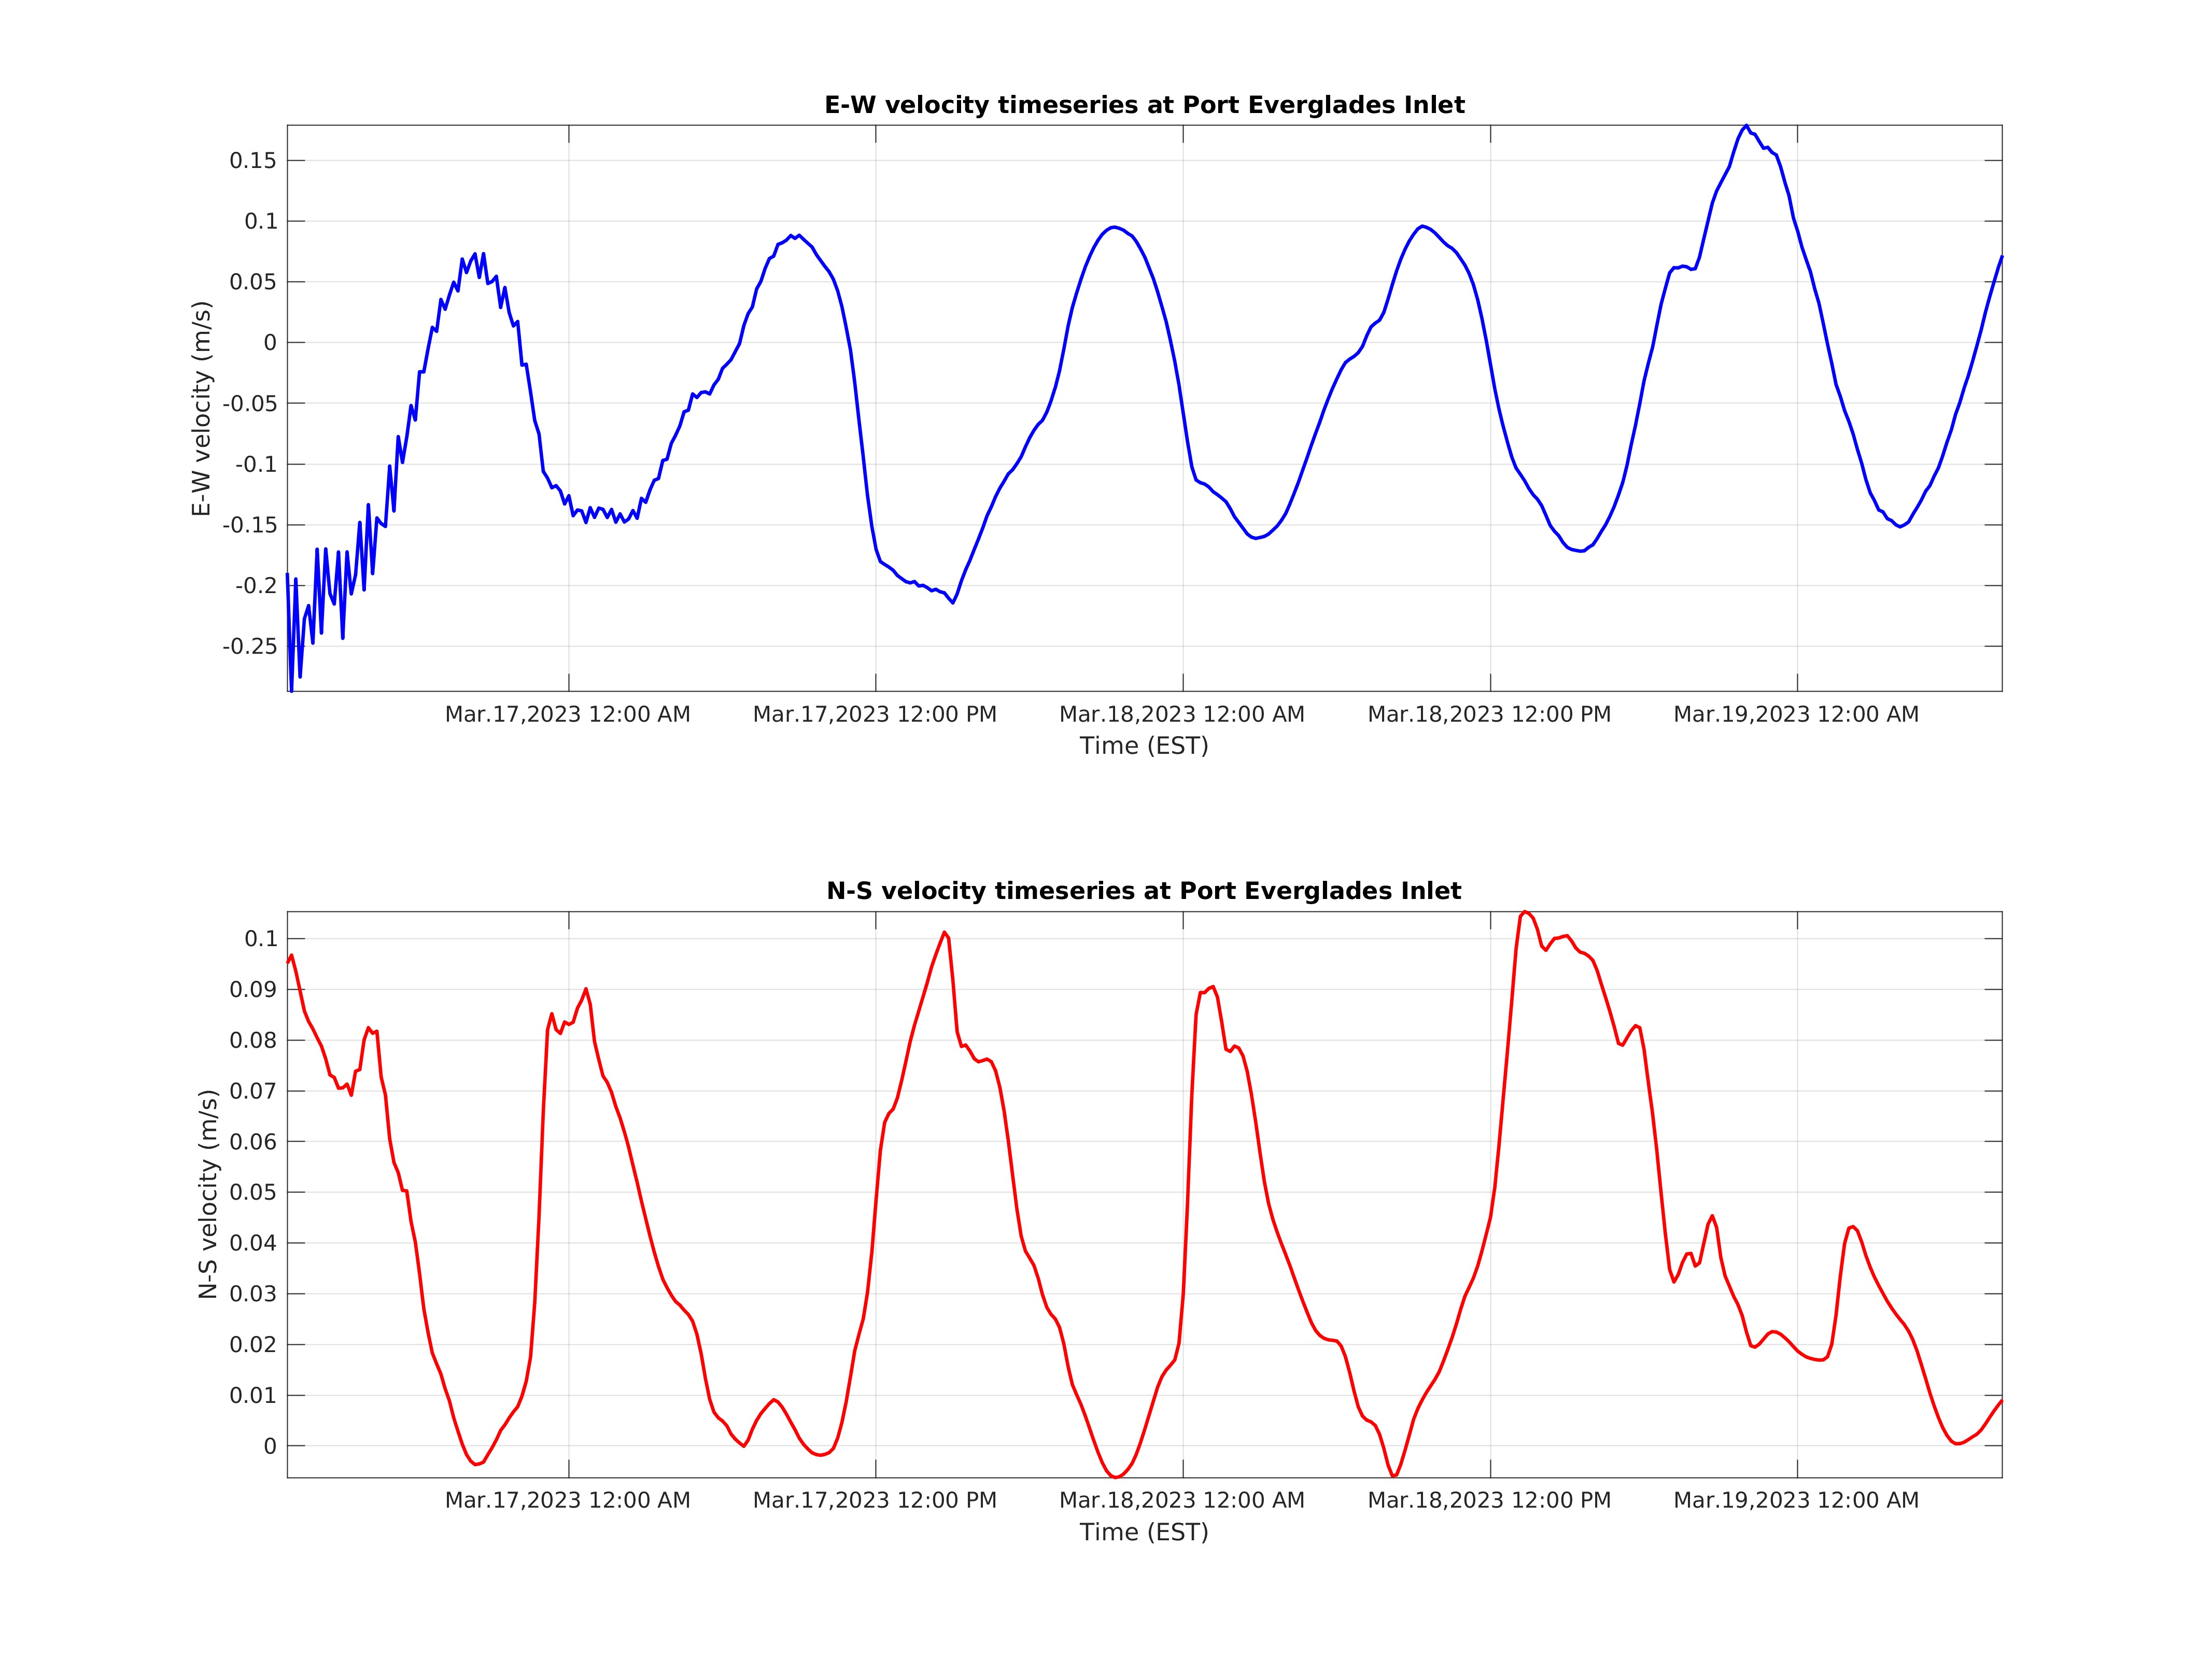 E-W velocity timeseries at Port Everglades Inlet
0.15
0.1
0.05
0
-0.05
-0.1
-0.15
-0.2
-0.25
E-W velocity (m/s)
Mar.17,2023 12:00 AM Mar.17,2023 12:00 PM Mar.18,2023 12:00 AM Mar.18,2023 12:00 PM Mar.19,2023 12:00 AM
Time (EST)
N-S velocity timeseries at Port Everglades Inlet
0.1
0.09
0.08
0.07
0.06
0.05
0.04
0.03
0.02
0.01
0
N-S velocity (m/s)
Mar.17,2023 12:00 AM Mar.17,2023 12:00 PM Mar.18,2023 12:00 AM Mar.18,2023 12:00 PM Mar.19,2023 12:00 AM
Time (EST)